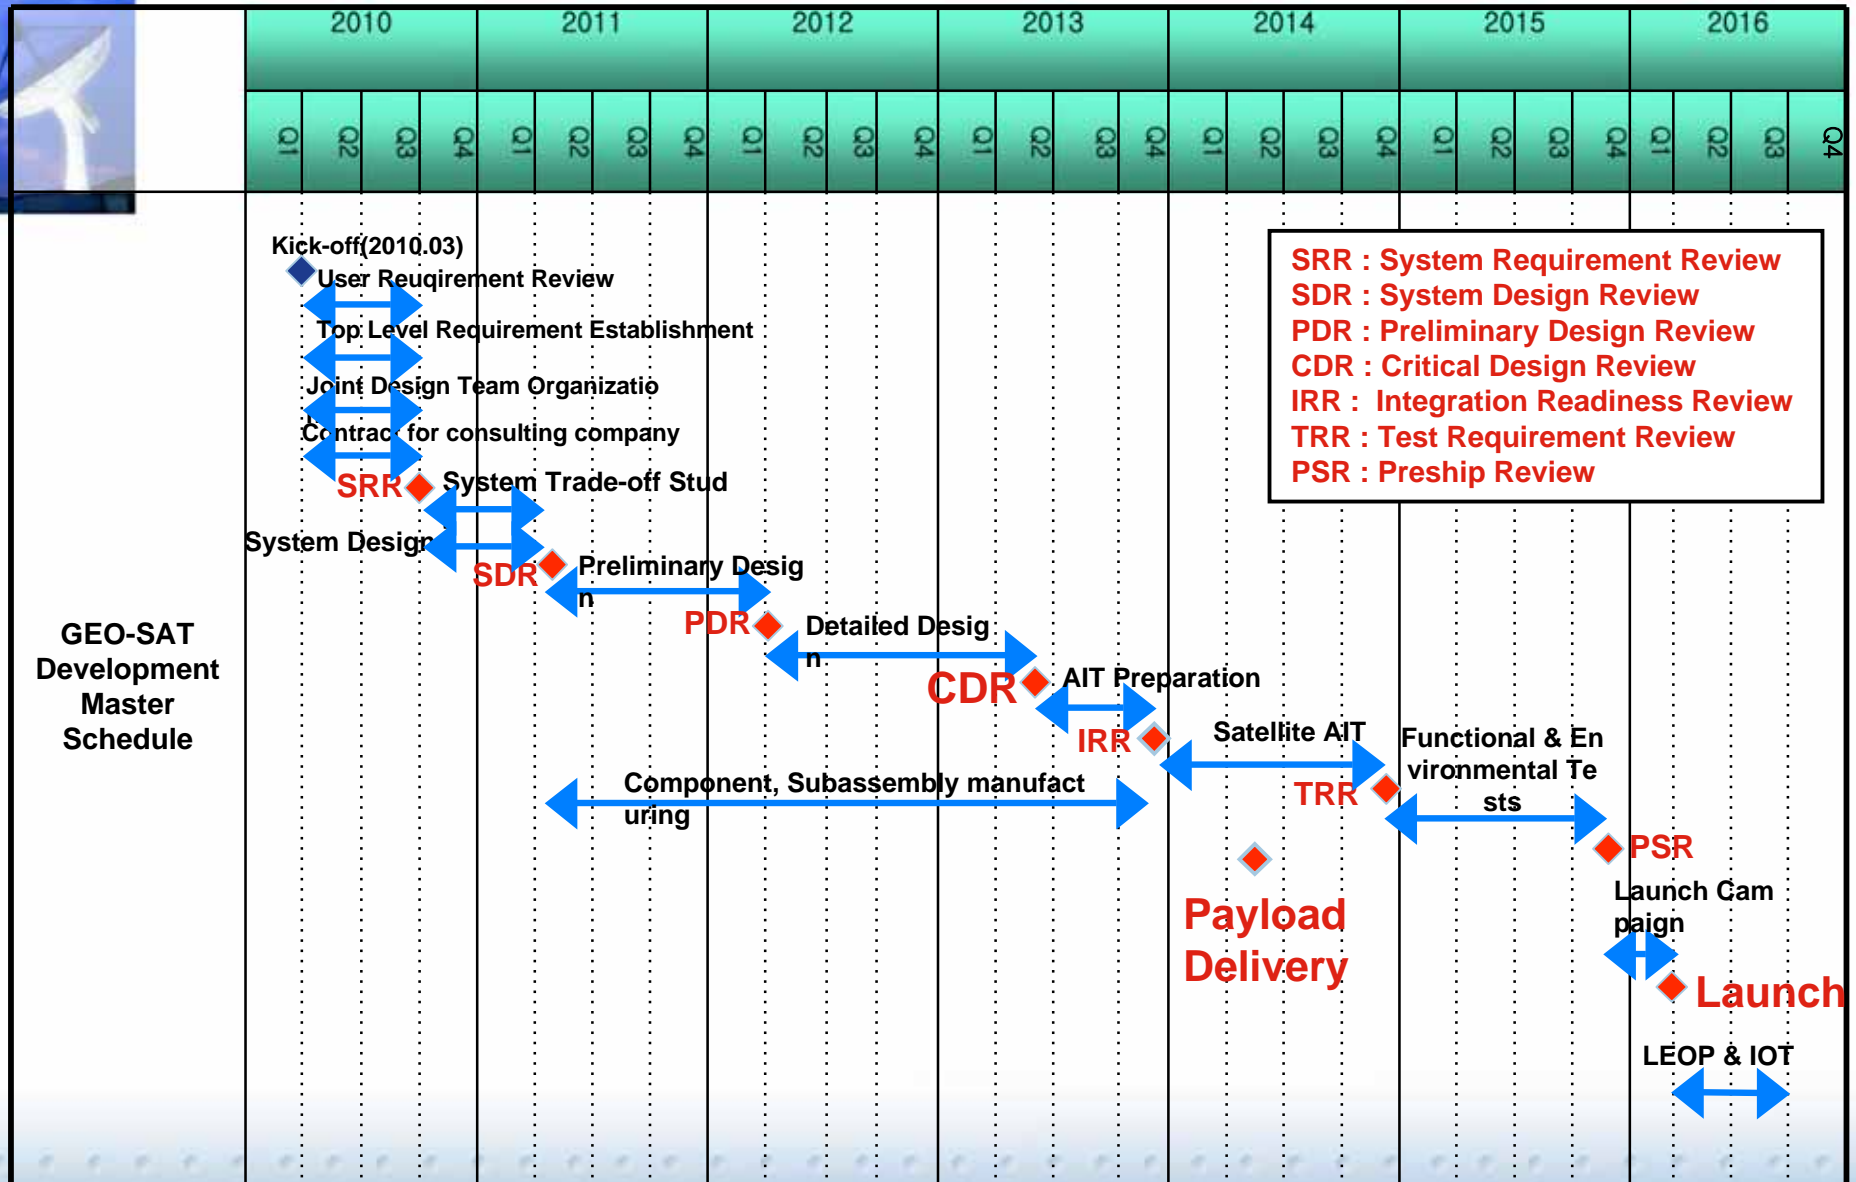 2010 2011 2012 2013 2014 2015 2016
Q1 Q2 Q3 Q4 Q1 Q2 Q3 Q4 Q1 Q2 Q3 Q4 Q1 Q2 Q3 Q4 Q1 Q2 Q3 Q4 Q1 Q2 Q3 Q4 Q1 Q2 Q3 Q4
Kick-off(2010.03)
User Reuqirement Review
Top Level Requirement Establishment
Joint Design Team Organizatio
n
Contract for consulting company
SRR
System Trade-off Stud
System Design
SDR
Preliminary Desig
n
PDR
Detailed Desig
n
CDR
AIT Preparation
IRR
Satellite AIT
Component, Subassembly manufact
uring
TRR
Functional & En
vironmental Te
sts
PSR
Payload
Delivery
Launch Cam
paign
Launch
LEOP & IOT
GEO-SAT
Development
Master
Schedule
SRR : System Requirement Review
SDR : System Design Review
PDR : Preliminary Design Review
CDR : Critical Design Review
IRR : Integration Readiness Review
TRR : Test Requirement Review
PSR : Preship Review